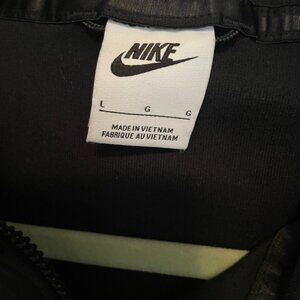 NIKE
L G G
MADE IN VIETNAM
FABRIQUE AU VIETNAM